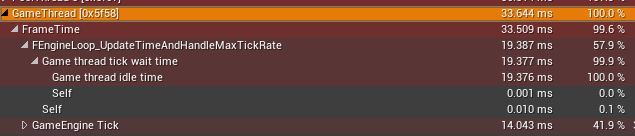 GameThread [0x5f58] 33.644 ms 100.0 %
FrameTime 33.509 ms 99.6 %
FEngineLoop_UpdateTimeAndHandleMaxTickRate 19.387 ms 57.9 %
Game thread tick wait time 19.377 ms 99.9 %
Game thread idle time 19.376 ms 100.0 %
Self 0.001 ms 0.0 %
Self 0.010 ms 0.1 %
GameEngine Tick 14.043 ms 41.9 %